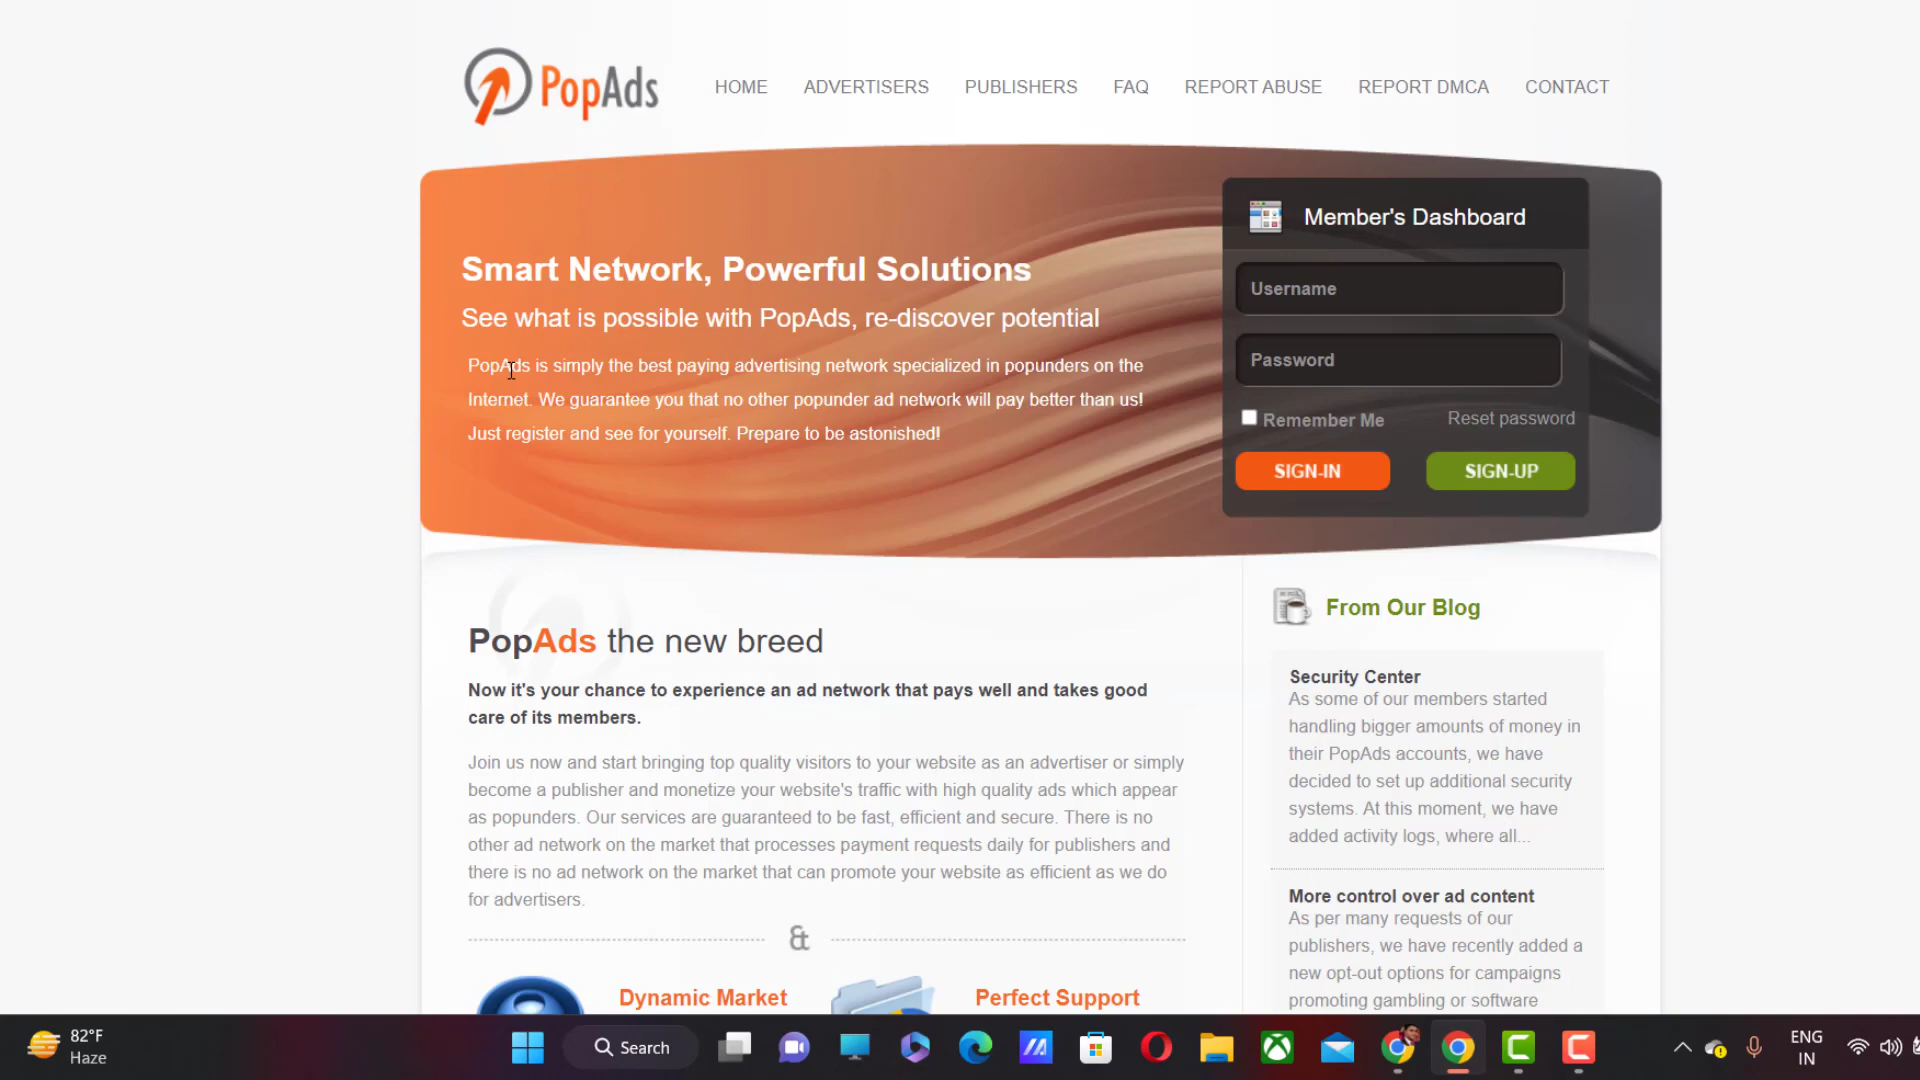 PopAds
HOME ADVERTISERS PUBLISHERS FAQ REPORT ABUSE REPORT DMCA CONTACT
Smart Network, Powerful Solutions
See what is possible with PopAds, re-discover potential
PopAds is simply the best paying advertising network specialized in popunders on the
Internet. We guarantee you that no other popunder ad network will pay better than us!
Just register and see for yourself. Prepare to be astonished!
Member's Dashboard
Username
Password
Remember Me Reset password
SIGN-IN SIGN-UP
PopAds the new breed
Now it's your chance to experience an ad network that pays well and takes good
care of its members.
Join us now and start bringing top quality visitors to your website as an advertiser or simply
become a publisher and monetize your website's traffic with high quality ads which appear
as popunders. Our services are guaranteed to be fast, efficient and secure. There is no
other ad network on the market that processes payment requests daily for publishers and
there is no ad network on the market that can promote your website as efficient as we do
for advertisers.
&
Dynamic Market Perfect Support
From Our Blog
Security Center
As some of our members started
handling bigger amounts of money in
their PopAds accounts, we have
decided to set up additional security
systems. At this moment, we have
added activity logs, where all...
More control over ad content
As per many requests of our
publishers, we have recently added a
new opt-out options for campaigns
promoting gambling or software
82°F
Haze
Search
ENG
IN